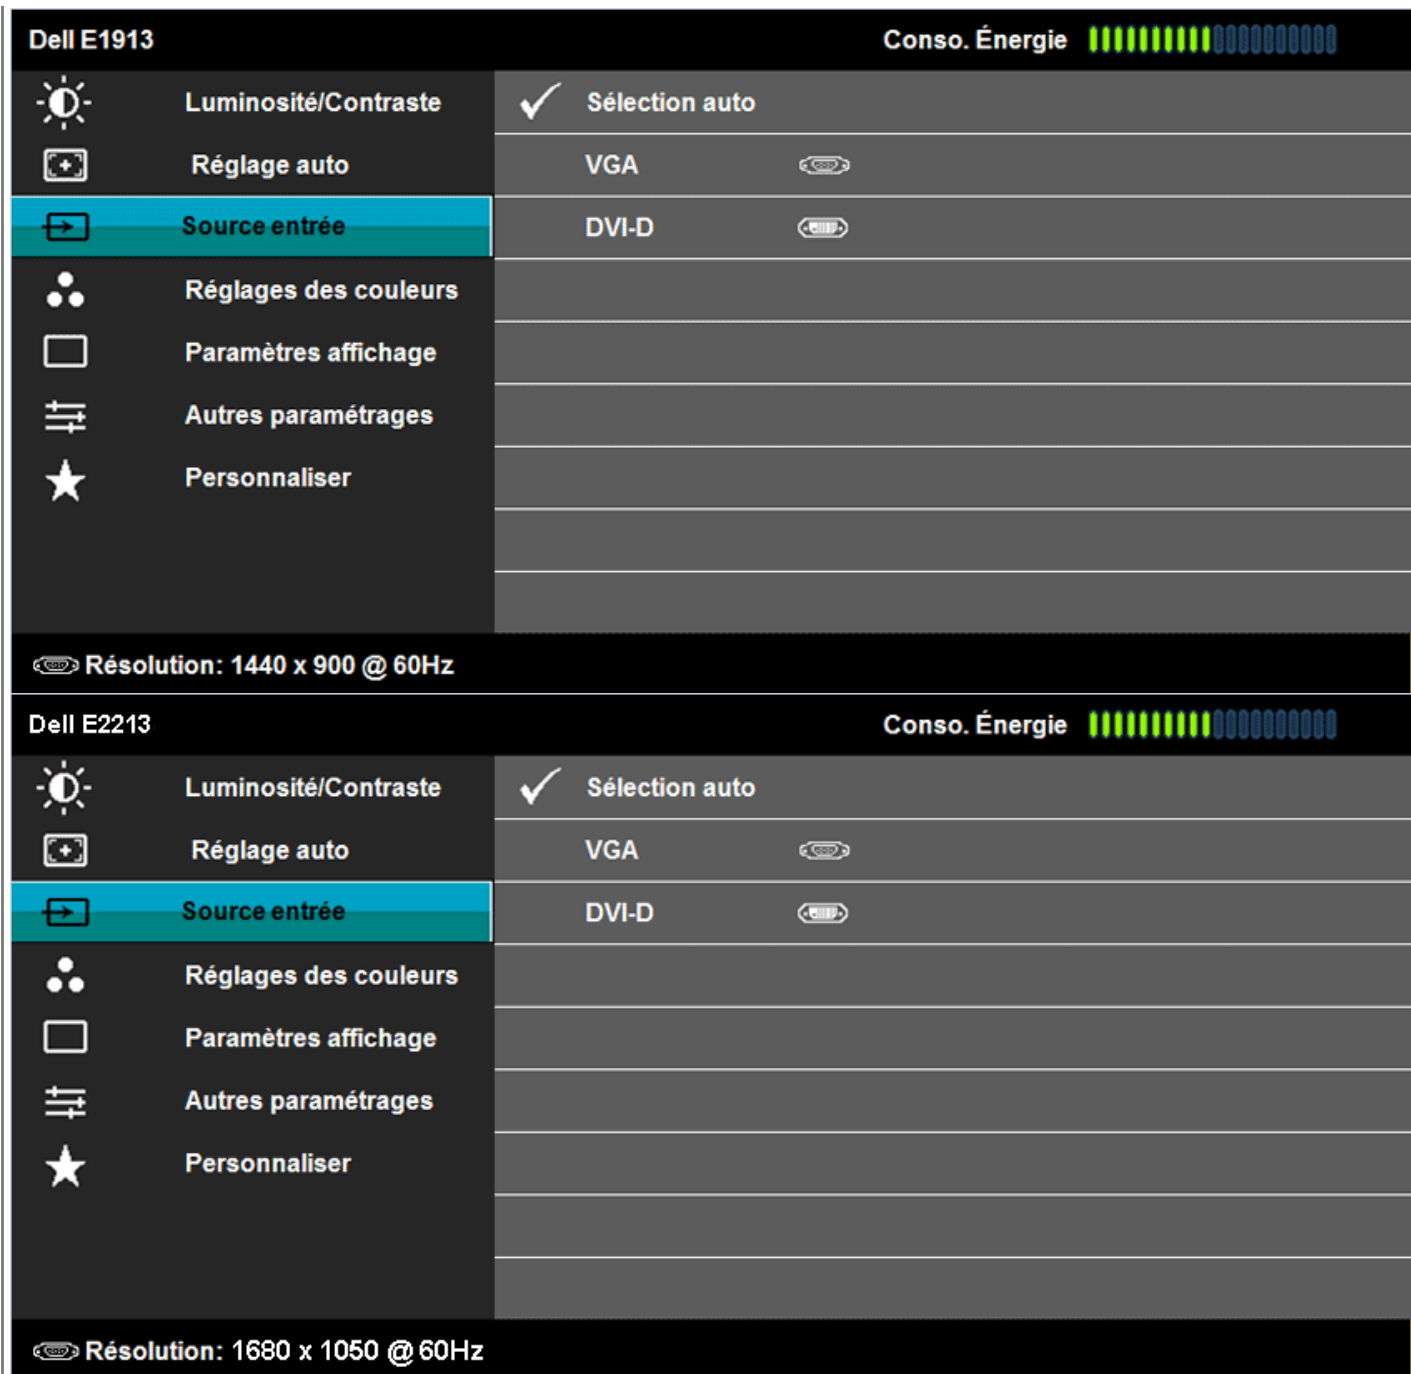 Dell E1913 Conso. Énergie
Luminosité/Contraste Sélection auto
Réglage auto VGA
Source entrée DVI-D
Réglages des couleurs
Paramètres affichage
Autres paramétrages
Personnaliser
Résolution: 1440 x 900 @ 60Hz
Dell E2213 Conso. Énergie
Luminosité/Contraste Sélection auto
Réglage auto VGA
Source entrée DVI-D
Réglages des couleurs
Paramètres affichage
Autres paramétrages
Personnaliser
Résolution: 1680 x 1050 @ 60Hz